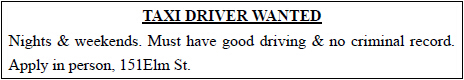 TAXI DRIVER WANTED
Nights & weekends. Must have good driving & no criminal record.
Apply in person, 151Elm St.